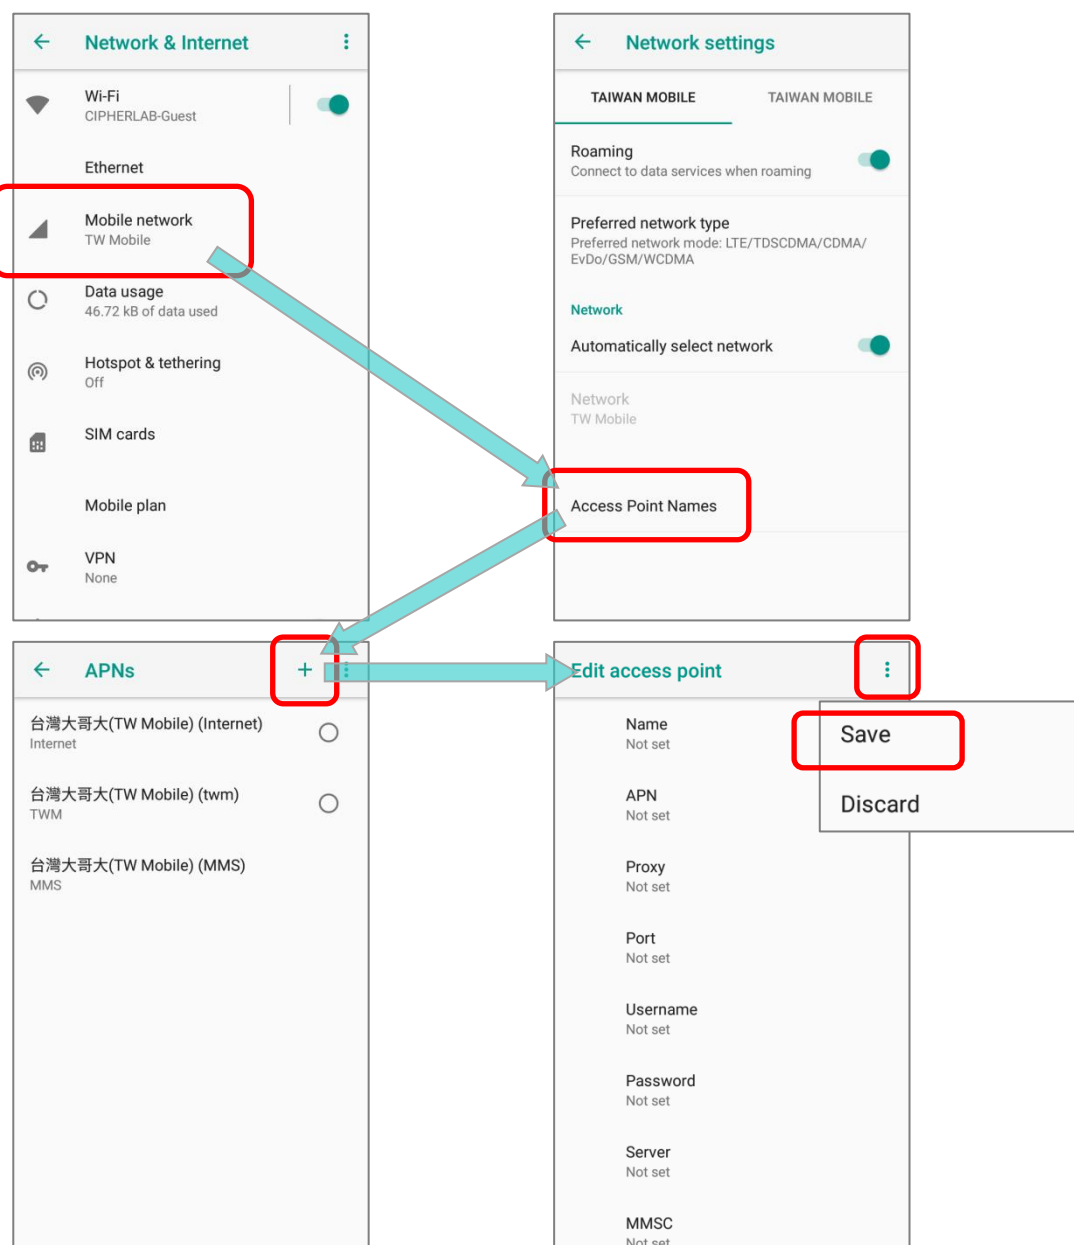 Network & Internet
Wi-Fi
CIPHERLAB-Guest
Ethernet
Mobile network
TW Mobile
Data usage
46.72 kB of data used
Hotspot & tethering
Off
SIM cards
Mobile plan
VPN
None
Network settings
TAIWAN MOBILE TAIWAN MOBILE
Roaming
Connect to data services when roaming
Preferred network type
Preferred network mode: LTE/TDSCDMA/CDMA/
EvDo/GSM/WCDMA
Network
Automatically select network
Network
TW Mobile
Access Point Names
APNs
台灣大哥大(TW Mobile) (Internet)
Internet
台灣大哥大(TW Mobile) (twm)
TWM
台灣大哥大(TW Mobile) (MMS)
MMS
Edit access point
Save
Discard
Name
Not set
APN
Not set
Proxy
Not set
Port
Not set
Username
Not set
Password
Not set
Server
Not set
MMSC
Not set